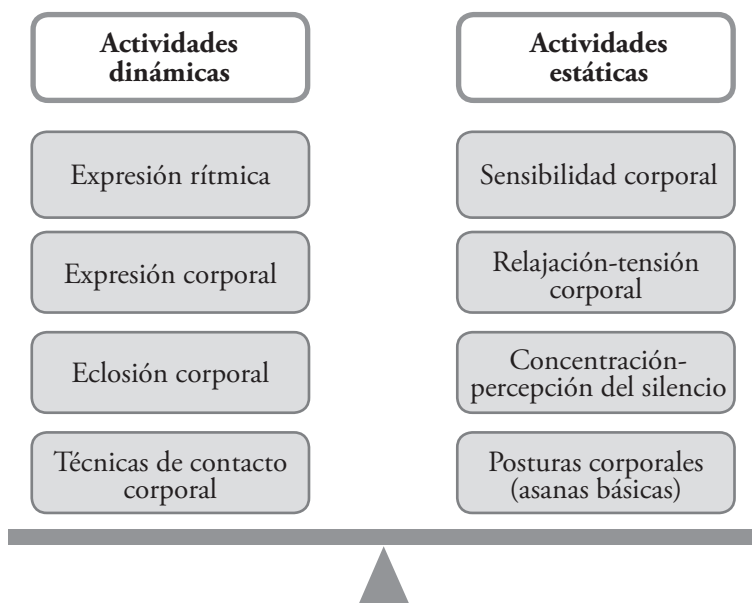 Actividades
dinámicas
Expresión rítmica
Expresión corporal
Eclosión corporal
Técnicas de contacto
corporal
Actividades
estáticas
Sensibilidad corporal
Relajación-tensión
corporal
Concentración-
percepción del silencio
Posturas corporales
(asanas básicas)